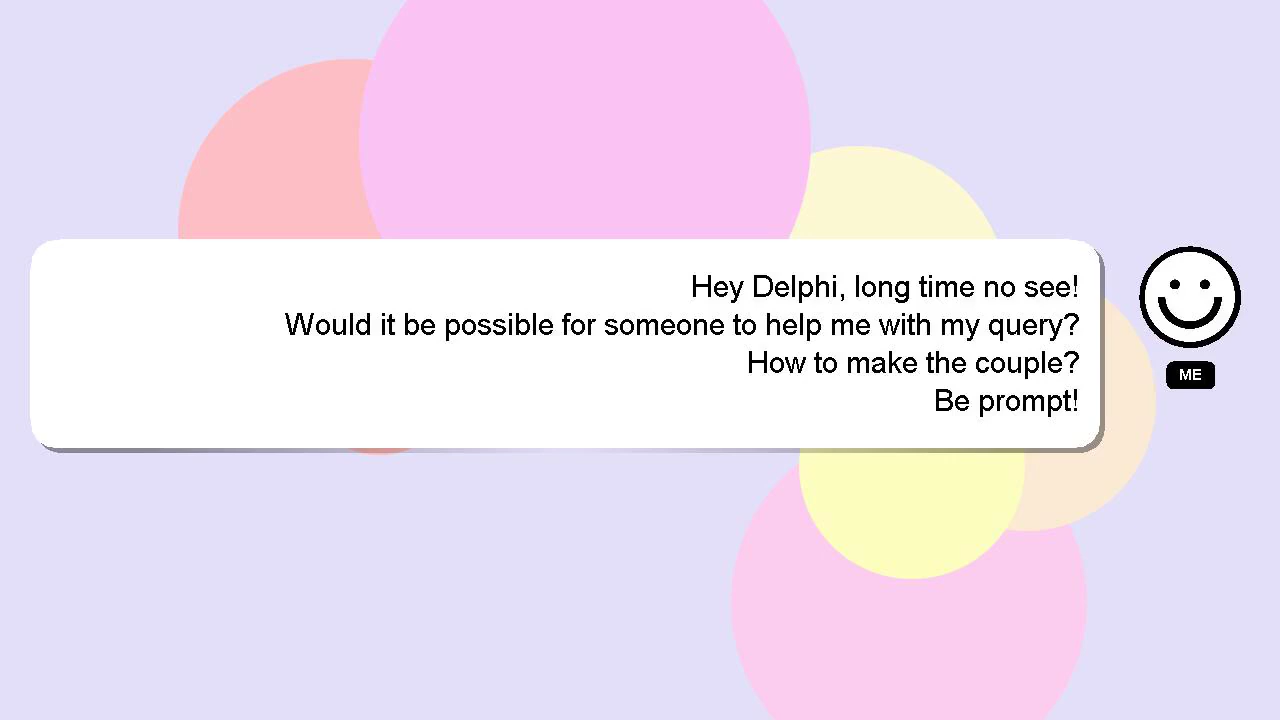 Hey Delphi, long time no see!
Would it be possible for someone to help me with my query?
How to make the couple?
Be prompt!
ME